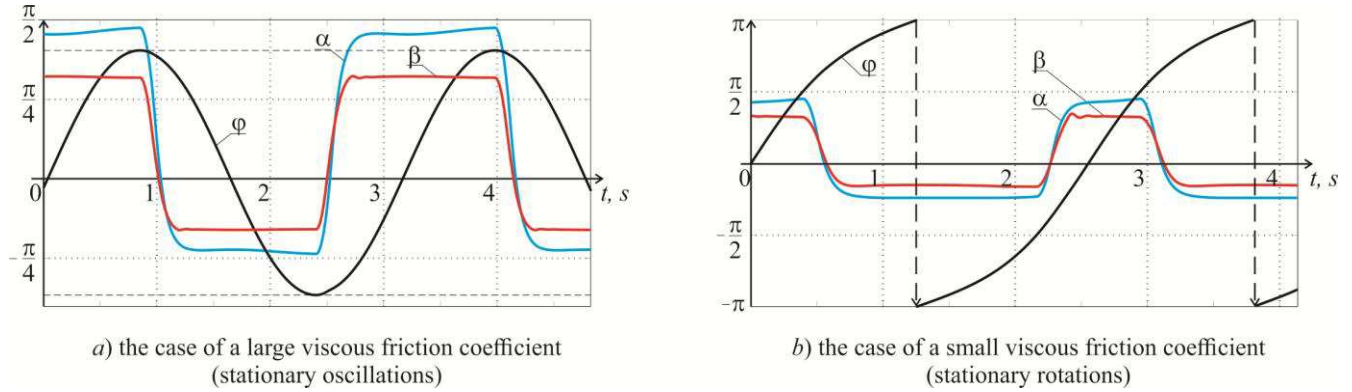 π
2
π
4
0
-π
4
α
β
φ
1
2
3
4
t, s
a) the case of a large viscous friction coefficient
(stationary oscillations)
π
π
2
0
-π
2
-π
φ
α
β
1
2
3
4
t, s
b) the case of a small viscous friction coefficient
(stationary rotations)